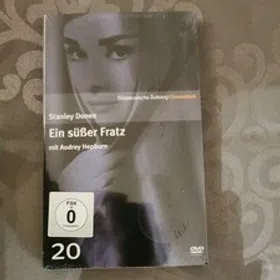 Süddeutsche Zeitung Cinemathek
Stanley Donen
Ein süßer Fratz
mit Audrey Hepburn
FSK
0
20
DVD